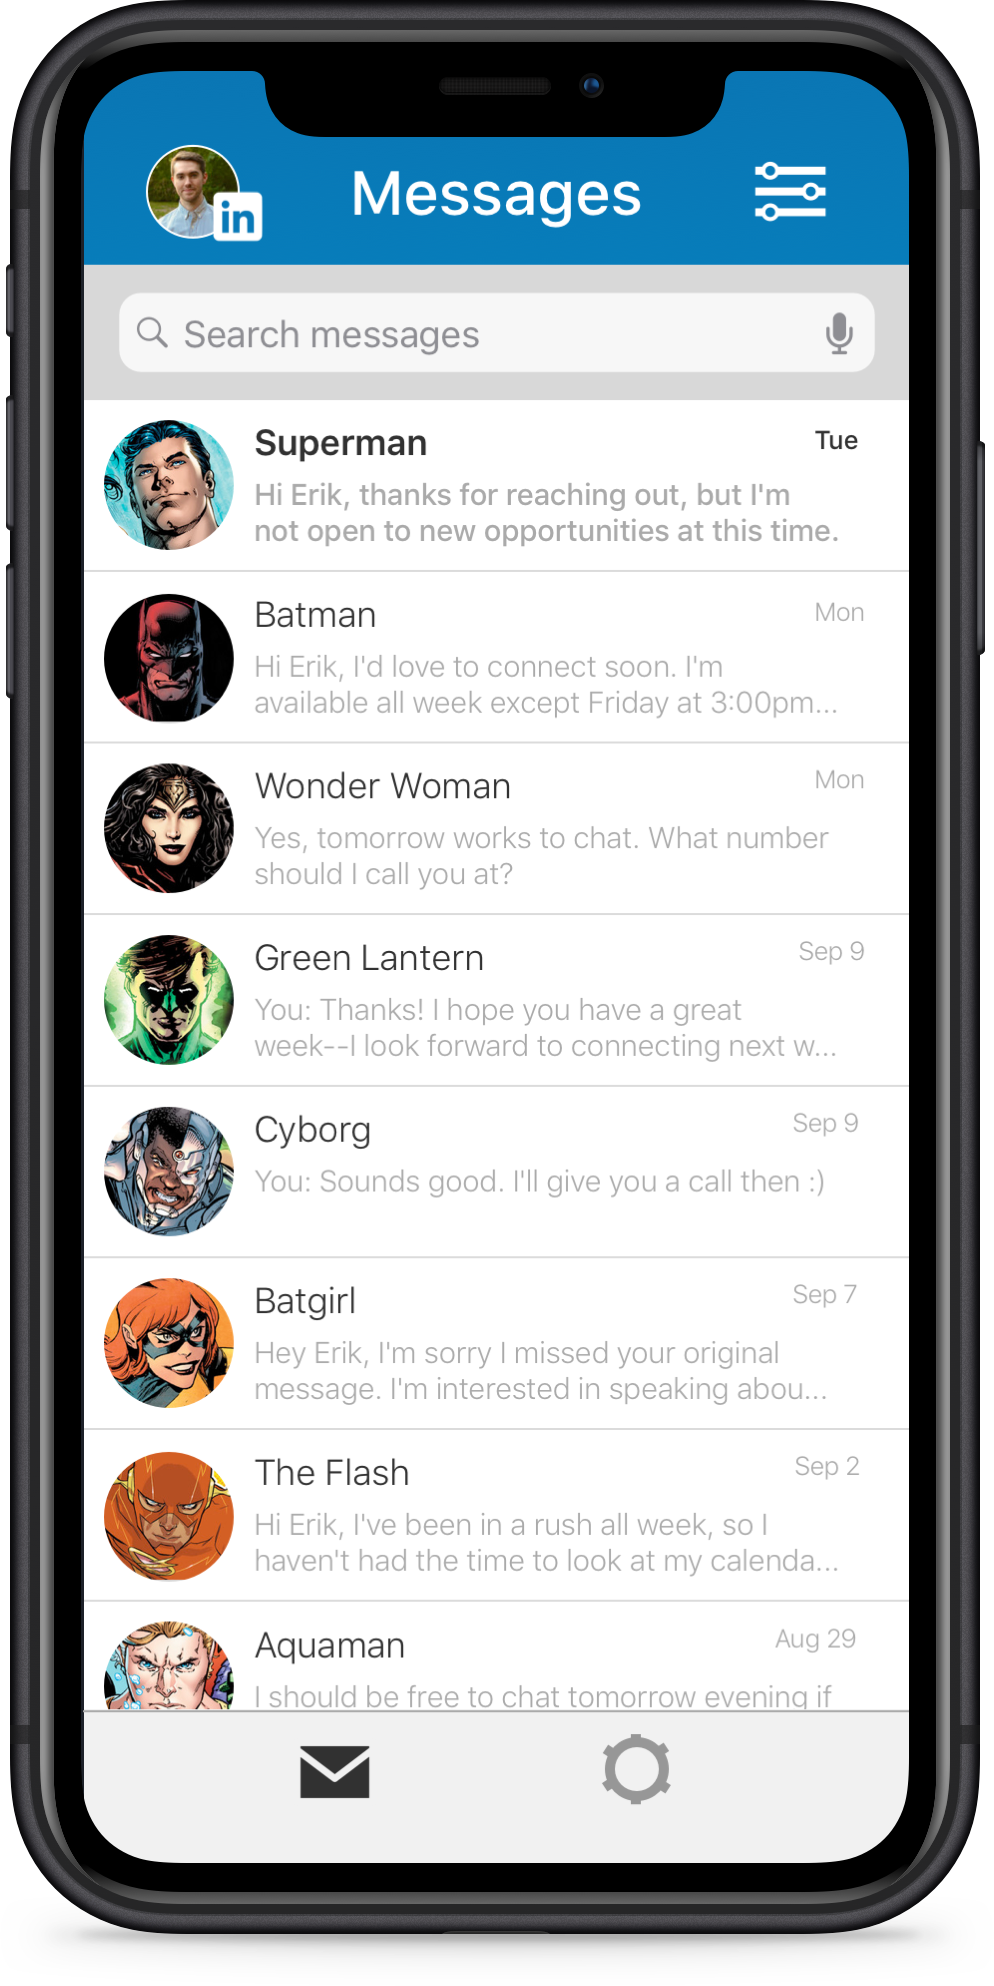 in
Messages
Search messages
Superman
Tue
Hi Erik, thanks for reaching out, but I'm
not open to new opportunities at this time.
Batman
Mon
Hi Erik, I'd love to connect soon. I'm
available all week except Friday at 3:00pm...
Wonder Woman
Mon
Yes, tomorrow works to chat. What number
should I call you at?
Green Lantern
Sep 9
You: Thanks! I hope you have a great
week--I look forward to connecting next w...
Cyborg
Sep 9
You: Sounds good. I'll give you a call then :)
Batgirl
Sep 7
Hey Erik, I'm sorry I missed your original
message. I'm interested in speaking abou...
The Flash
Sep 2
Hi Erik, I've been in a rush all week, so I
haven't had the time to look at my calenda...
Aquaman
Aug 29
I should be free to chat tomorrow evening if